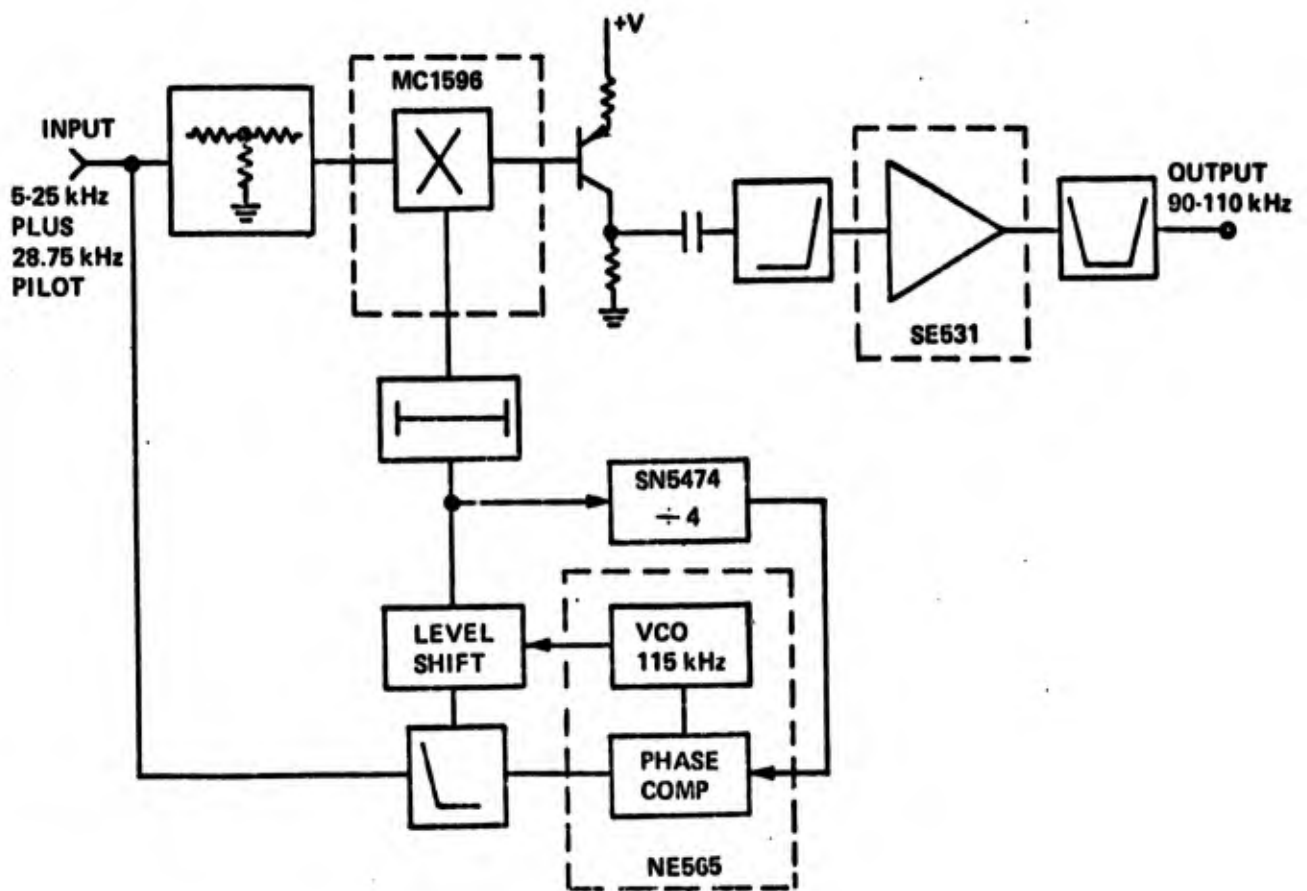 +V
MC1596
INPUT
5-25 kHz
PLUS
28.75 kHz
PILOT
OUTPUT
90-110 kHz
SE531
SN5474
÷ 4
LEVEL
SHIFT
VCO
115 kHz
PHASE
COMP
NE565